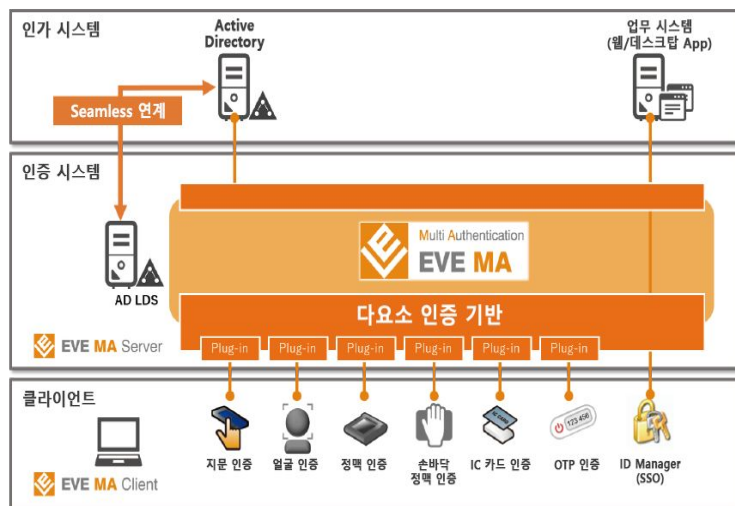 인가 시스템
Active
Directory
업무 시스템
(웹/데스크탑 App)
Seamless 연계
인증 시스템
Multi Authentication
EVE MA
AD LDS
다요소 인증 기반
EVE MA Server
Plug-in
Plug-in
Plug-in
Plug-in
Plug-in
Plug-in
클라이언트
IC CARD
123 456
지문 인증
얼굴 인증
정맥 인증
손바닥
정맥 인증
IC 카드 인증
OTP 인증
ID Manager
(SSO)
EVE MA Client